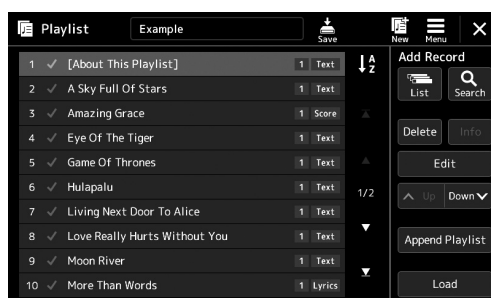 Playlist Example Save New Menu
1 [About This Playlist] 1 Text
2 A Sky Full Of Stars 1 Text
3 Amazing Grace 1 Score
4 Eye Of The Tiger 1 Text
5 Game Of Thrones 1 Text
6 Hulapalu 1 Text
7 Living Next Door To Alice 1 Text
8 Love Really Hurts Without You 1 Text
9 Moon River 1 Text
10 More Than Words 1 Lyrics
A
Z
1/2
Add Record
List Search
Delete Info
Edit
Up Down
Append Playlist
Load